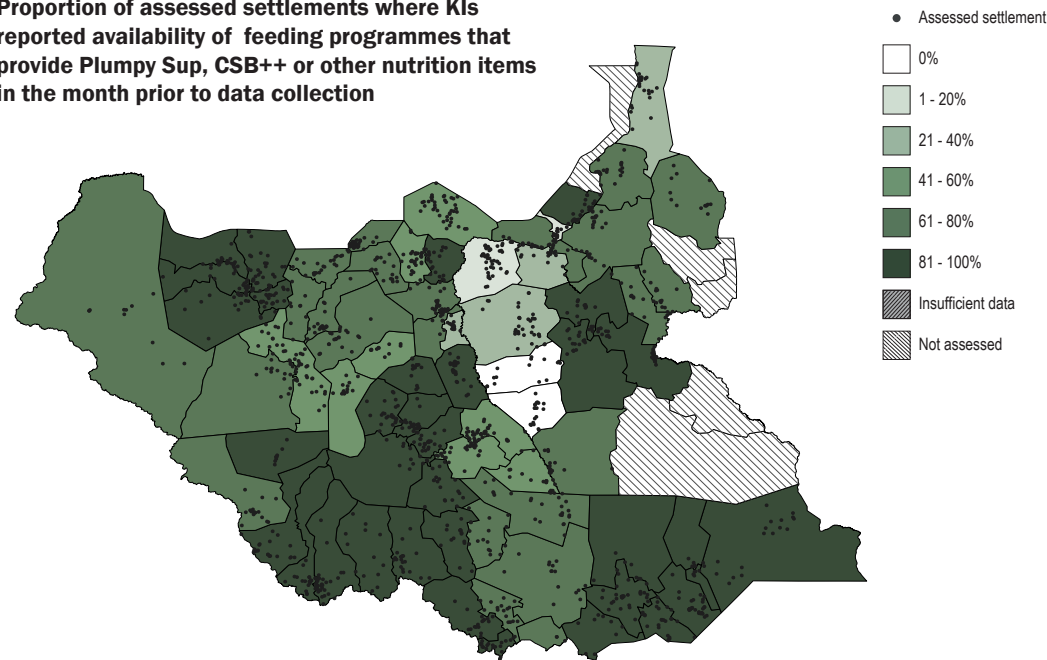 Proportion of assessed settlements where KIs
reported availability of feeding programmes that
provide Plumpy Sup, CSB++ or other nutrition items
in the month prior to data collection
Assessed settlement
0%
1 - 20%
21 - 40%
41 - 60%
61 - 80%
81 - 100%
Insufficient data
Not assessed